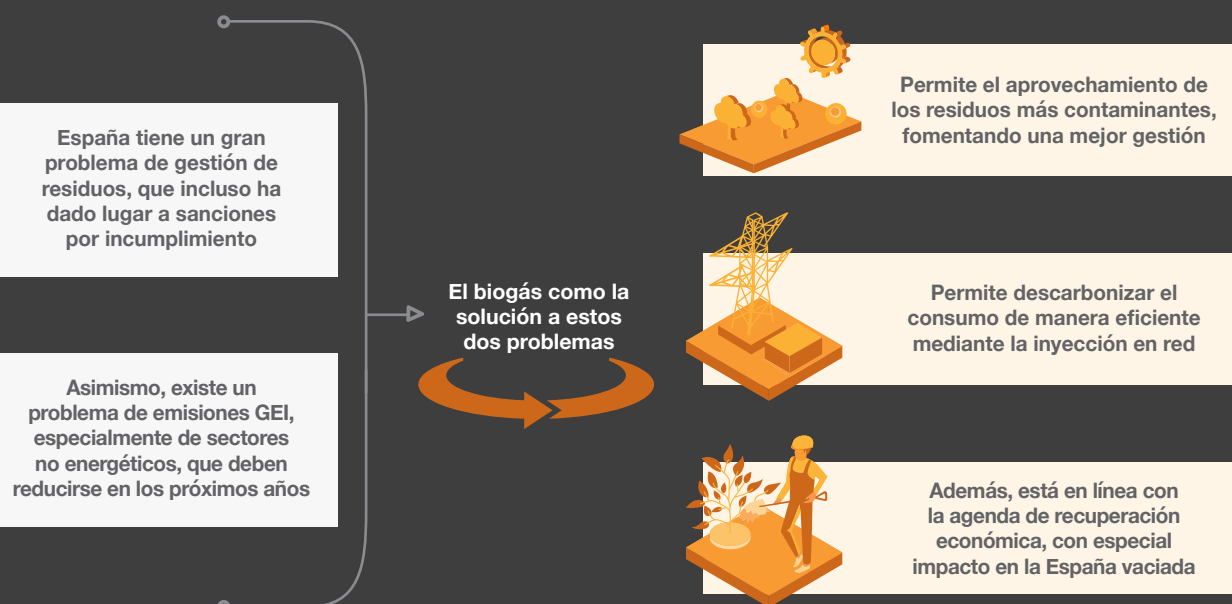 España tiene un gran
problema de gestión de
residuos, que incluso ha
dado lugar a sanciones
por incumplimiento
Asimismo, existe un
problema de emisiones GEI,
especialmente de sectores
no energéticos, que deben
reducirse en los próximos años
El biogás como la
solución a estos
dos problemas
Permite el aprovechamiento de
los residuos más contaminantes,
fomentando una mejor gestión
Permite descarbonizar el
consumo de manera eficiente
mediante la inyección en red
Además, está en línea con
la agenda de recuperación
económica, con especial
impacto en la España vaciada